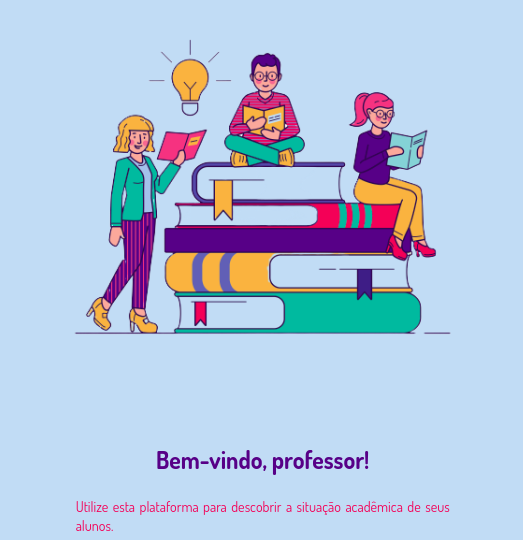 Bem-vindo, professor!
Utilize esta plataforma para descobrir a situação acadêmica de seus
alunos.